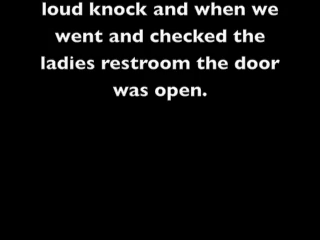 loud knock and when we
went and checked the
ladies restroom the door
was open.